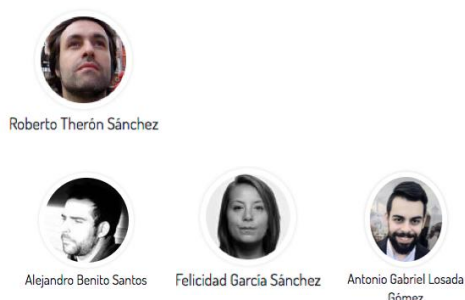 Roberto Therón Sánchez
Alejandro Benito Santos
Felicidad García Sánchez
Antonio Gabriel Losada
Gómez